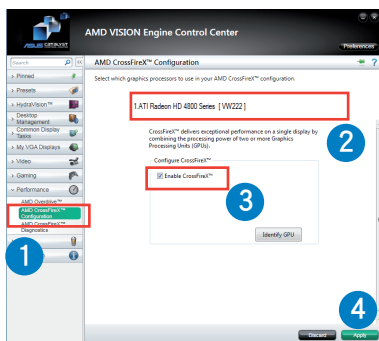 AMD VISION Engine Control Center
ASUS CATALYST
Preferences
Search
AMD CrossFireX™ Configuration
?
Pinned
Presets
HydraVision™
Desktop
Management
Common Display
Tasks
My VGA Displays
Video
Gaming
Performance
AMD Overdrive™
AMD CrossFireX™
Configuration
AMD CrossFireX™
Diagnostics
Select which graphics processors to use in your AMD CrossFireX™ configuration.
1.ATI Radeon HD 4800 Series [ VW222 ]
2
CrossFireX™ delivers exceptional performance on a single display by
combining the processing power of two or more Graphics
Processing Units (GPUs).
Configure CrossFireX™
Enable CrossFireX™
3
Identify GPU
1
4
Discard
Apply